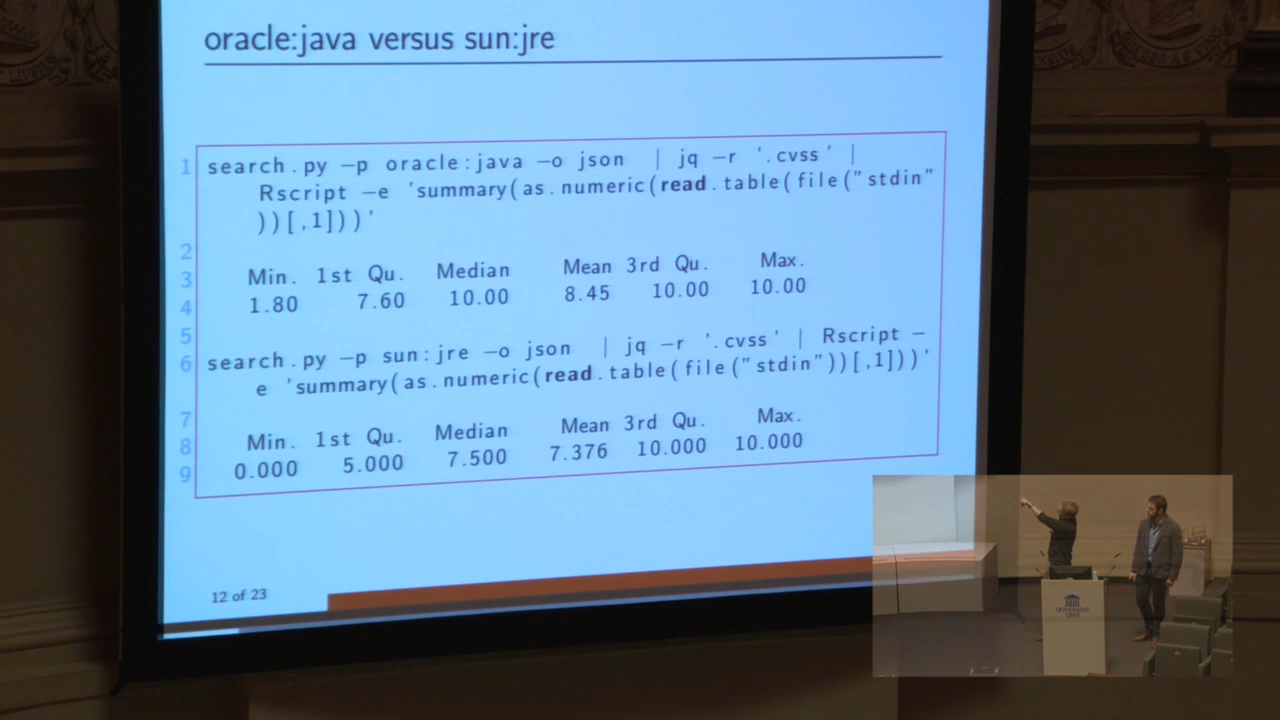 oracle:java versus sun:jre
1 search.py −p oracle:java −o json | jq −r '.cvss' |
Rscript −e 'summary(as.numeric(read.table(file("stdin"
))[,1]))'
2
3 Min. 1st Qu. Median Mean 3rd Qu. Max.
4 1.80 7.60 10.00 8.45 10.00 10.00
5
6 search.py −p sun:jre −o json | jq −r '.cvss' | Rscript −
e 'summary(as.numeric(read.table(file("stdin"))[,1]))'
7
8 Min. 1st Qu. Median Mean 3rd Qu. Max.
9 0.000 5.000 7.500 7.376 10.000 10.000
12 of 23
UNIVERSITEIT
GENT